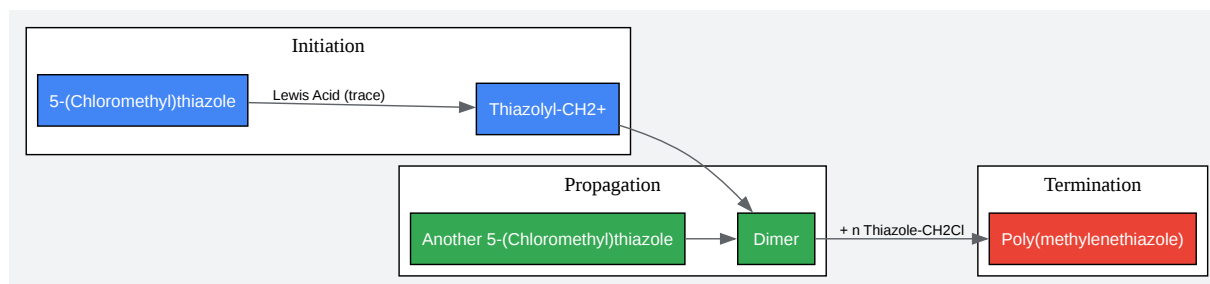 Initiation
5-(Chloromethyl)thiazole
Lewis Acid (trace)
Thiazolyl-CH2+
Propagation
Another 5-(Chloromethyl)thiazole
Dimer
+ n Thiazole-CH2Cl
Termination
Poly(methylenethiazole)